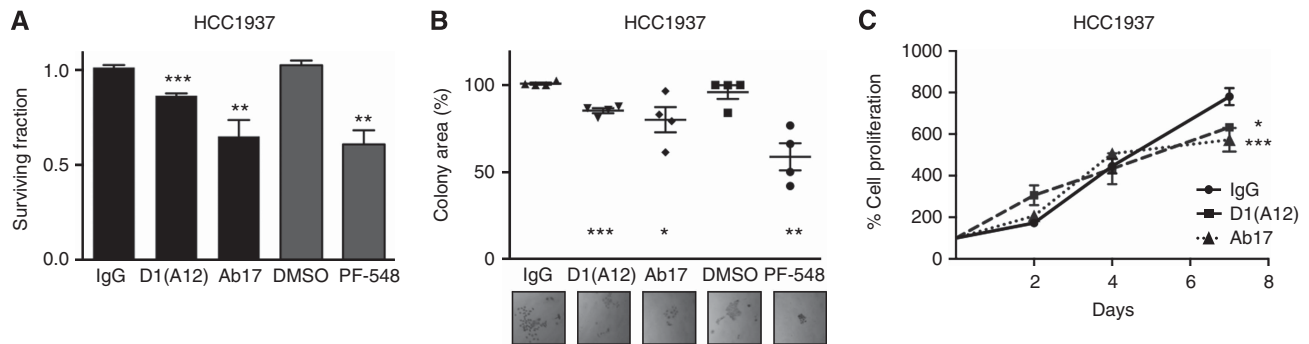 A
HCC1937
Surviving fraction
1.0
0.5
0.0
***
**
**
IgG D1(A12) Ab17 DMSO PF-548
B
HCC1937
Colony area (%)
100
50
0
***
*
**
IgG D1(A12) Ab17 DMSO PF-548
C
HCC1937
% Cell proliferation
1000
800
600
400
200
0
*
***
IgG
D1(A12)
Ab17
2 4 6 8
Days